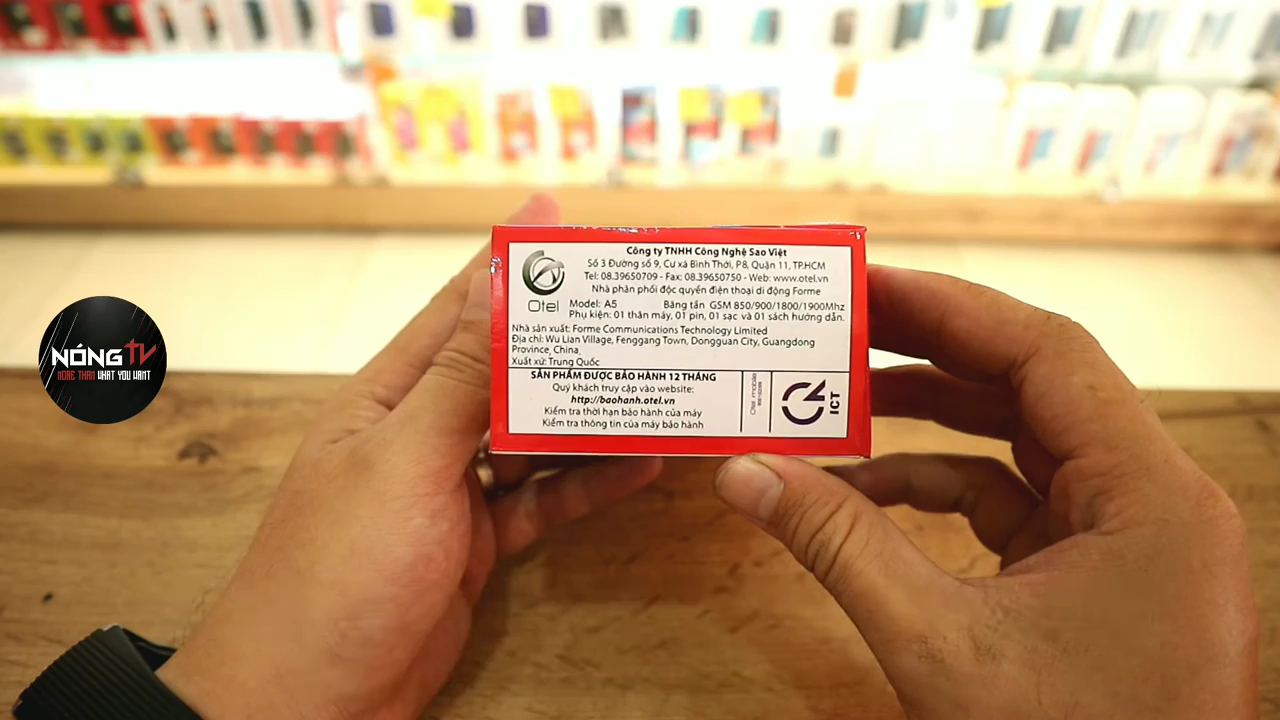 Công ty TNHH Công Nghệ Sao Việt
Số 3 Đường số 9, Cư xá Bình Thới, P8, Quận 11, TP.HCM
Tel: 08.39650709 - Fax: 08.39650750 - Web: www.otel.vn
Nhà phân phối độc quyền điện thoại di động Forme
Otel
Model: A5 Băng tần GSM 850/900/1800/1900Mhz
Phụ kiện: 01 thân máy, 01 pin, 01 sạc và 01 sách hướng dẫn.
Nhà sản xuất: Forme Communications Technology Limited
Địa chỉ: Wu Lian Village, Fenggang Town, Dongguan City, Guangdong
Province, China,
Xuất xứ: Trung Quốc
SẢN PHẨM ĐƯỢC BẢO HÀNH 12 THÁNG
Quý khách truy cập vào website:
http://baohanh.otel.vn
Kiểm tra thời hạn bảo hành của máy
Kiểm tra thông tin của máy bảo hành
Otel mobile
ICT
NÓNG TV
MORE THAN WHAT YOU WANT